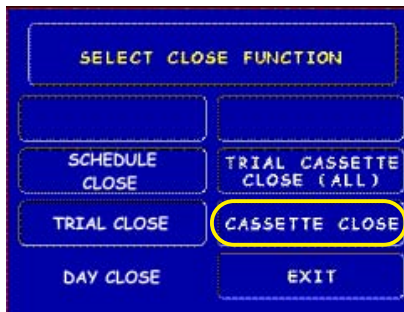 SELECT CLOSE FUNCTION
SCHEDULE
CLOSE
TRIAL CASSETTE
CLOSE (ALL)
TRIAL CLOSE
CASSETTE CLOSE
DAY CLOSE
EXIT